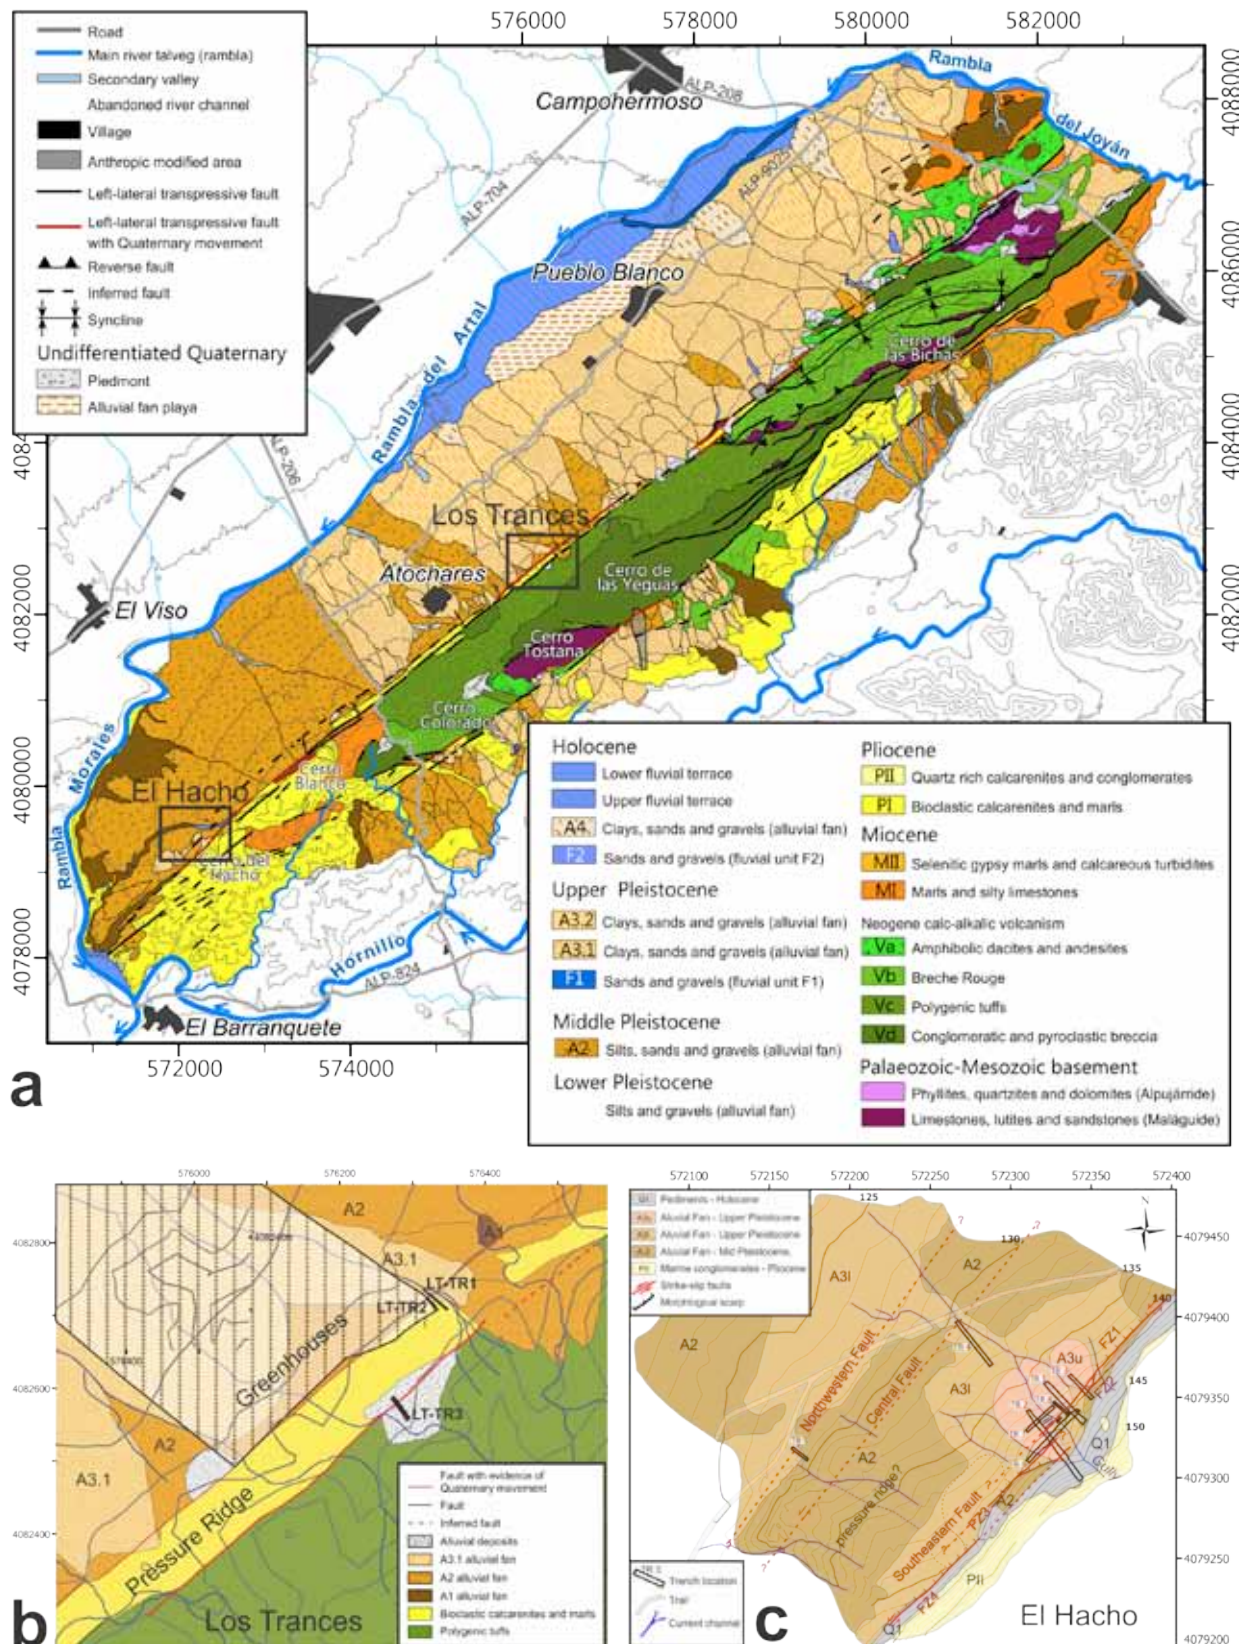 576000 578000 580000 582000
Road
Main river talveg (rambla)
Secondary valley
Abandoned river channel
Village
Anthropic modified area
Left-lateral transpressive fault
Left-lateral transpressive fault
with Quaternary movement
Reverse fault
Inferred fault
Syncline
Undifferentiated Quaternary
Piedmont
Alluvial fan playa
Campohermoso
ALP-208
Rambla
del Joyán
4088000
ALP-704
ALP-9025
Pueblo Blanco
4086000
Rambla del Artal
Cerro de
las Bichas
4084000
ALP-206
Los Trances
Atochares
Cerro de
las Yeguas
4082000
4082000
El Viso
Cerro
Tostana
Cerro
Colorado
Rambla Morales
4080000
Cerro
Blanco
El Hacho
Cerro del
Hacho
4078000
Hornillo
ALP-824
El Barranquete
572000 574000
a
Holocene
Lower fluvial terrace
Upper fluvial terrace
A4 Clays, sands and gravels (alluvial fan)
F2 Sands and gravels (fluvial unit F2)
Upper Pleistocene
A3.2 Clays, sands and gravels (alluvial fan)
A3.1 Clays, sands and gravels (alluvial fan)
F1 Sands and gravels (fluvial unit F1)
Middle Pleistocene
A2 Silts, sands and gravels (alluvial fan)
Lower Pleistocene
Silts and gravels (alluvial fan)
Pliocene
PII Quartz rich calcarenites and conglomerates
PI Bioclastic calcarenites and marls
Miocene
MII Selenitic gypsy marls and calcareous turbidites
MI Marls and silty limestones
Neogene calc-alkalic volcanism
Va Amphibolic dacites and andesites
Vb Breche Rouge
Vc Polygenic tuffs
Vd Conglomeratic and pyroclastic breccia
Palaeozoic-Mesozoic basement
Phyllites, quartzites and dolomites (Alpujárride)
Limestones, lutites and sandstones (Maláguide)
576000 576200 576400
4082800
4082600
4082400
A2
A1
A3.1
LT-TR1
LT-TR2
Greenhouses
LT-TR3
A2
A3.1
Pressure Ridge
Los Trances
b
Fault with evidence of
Quaternary movement
Fault
Inferred fault
Alluvial deposits
A3.1 alluvial fan
A2 alluvial fan
A1 alluvial fan
Bioclastic calcarenites and marls
Polygenic tuffs
572100 572150 572200 572250 572300 572350 572400
Q1 Pediments - Holocene
Alluvial Fan - Upper Pleistocene
Alluvial Fan - Upper Pleistocene
Alluvial Fan - Mid Pleistocene
Marine conglomerates - Pliocene
Strike-slip faults
Morphological scarp
125
130
135
140
145
150
N
4079450
4079400
4079350
4079300
4079250
4079200
A3l
A2
A2
Northwestern Fault
Central Fault
A3u
A3l
FZ1
FZ2
A2
pressure ridge ?
Southeastern Fault ?
FZ3
A2
Q1
Gully
FZ4
PII
Q1
El Hacho
Trench location
Trail
Current channel
c